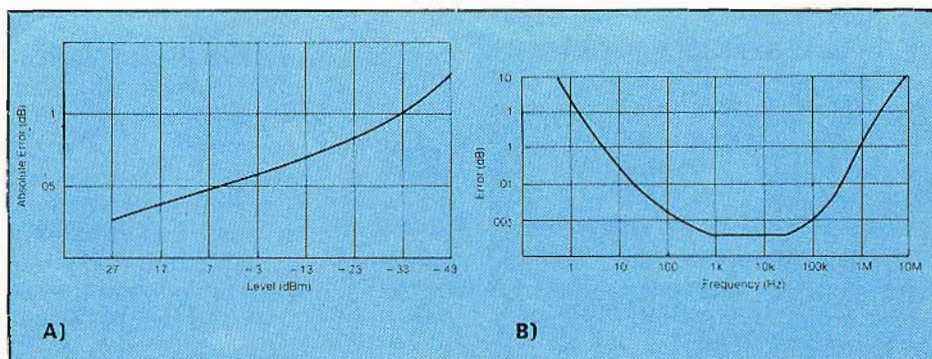 Absolute Error (dB)
1
05
27 17 7 -3 -13 -23 -33 -43
Level (dBm)
A)
Error (dB)
10
1
.1
.01
.001
1 10 100 1k 10k 100k 1M 10M
Frequency (Hz)
B)